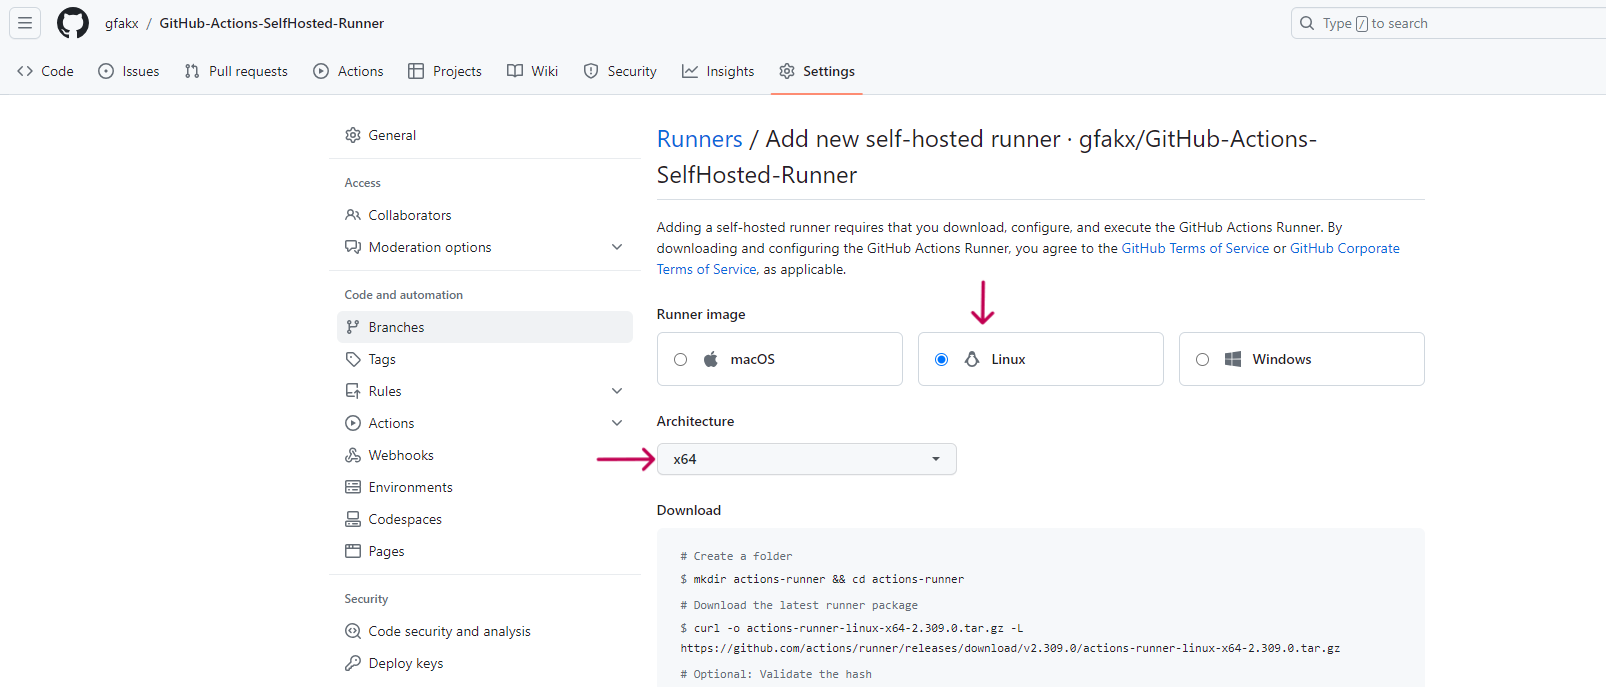 gfakx / GitHub-Actions-SelfHosted-Runner
Type / to search
Code Issues Pull requests Actions Projects Wiki Security Insights Settings
General
Access
Collaborators
Moderation options
Code and automation
Branches
Tags
Rules
Actions
Webhooks
Environments
Codespaces
Pages
Security
Code security and analysis
Deploy keys
Runners / Add new self-hosted runner · gfakx/GitHub-Actions-
SelfHosted-Runner
Adding a self-hosted runner requires that you download, configure, and execute the GitHub Actions Runner. By
downloading and configuring the GitHub Actions Runner, you agree to the GitHub Terms of Service or GitHub Corporate
Terms of Service, as applicable.
Runner image
macOS Linux Windows
Architecture
x64
Download
# Create a folder
$ mkdir actions-runner && cd actions-runner
# Download the latest runner package
$ curl -o actions-runner-linux-x64-2.309.0.tar.gz -L
https://github.com/actions/runner/releases/download/v2.309.0/actions-runner-linux-x64-2.309.0.tar.gz
# Optional: Validate the hash